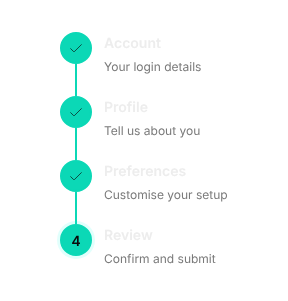 Account
Your login details
Profile
Tell us about you
Preferences
Customise your setup
4
Review
Confirm and submit